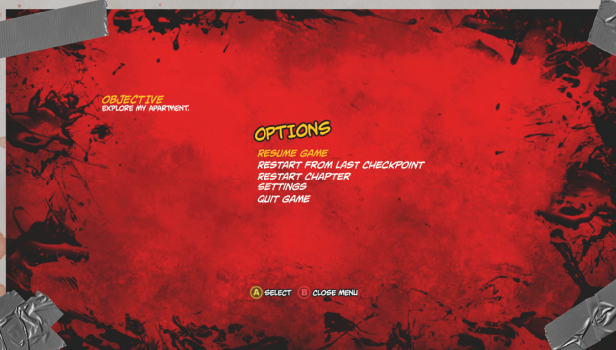 OBJECTIVE
EXPLORE MY APARTMENT.
OPTIONS
RESUME GAME
RESTART FROM LAST CHECKPOINT
RESTART CHAPTER
SETTINGS
QUIT GAME
A SELECT B CLOSE MENU